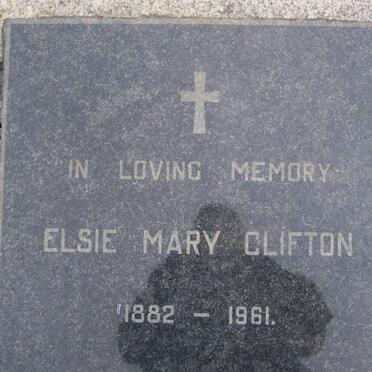 IN LOVING MEMORY
ELSIE MARY CLIFTON
1882 – 1961.